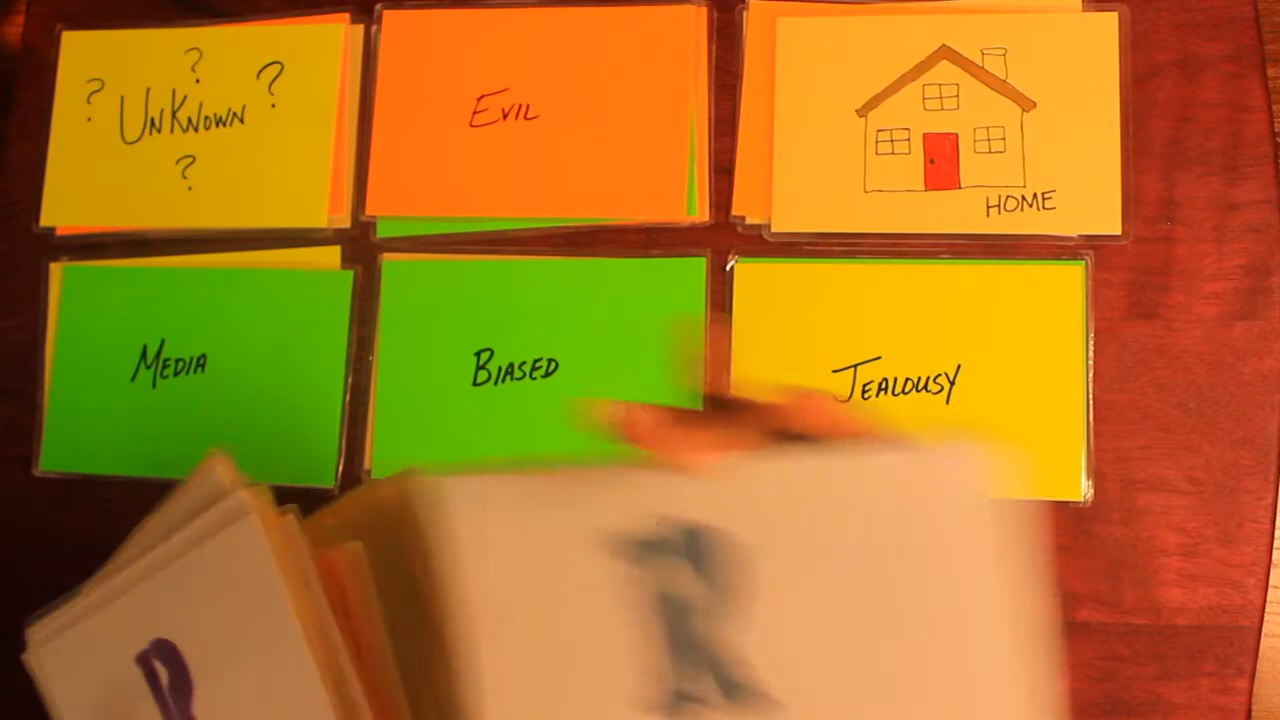 ? ? ?
UNKNOWN
?
EVIL
HOME
MEDIA
BIASED
JEALOUSY
R